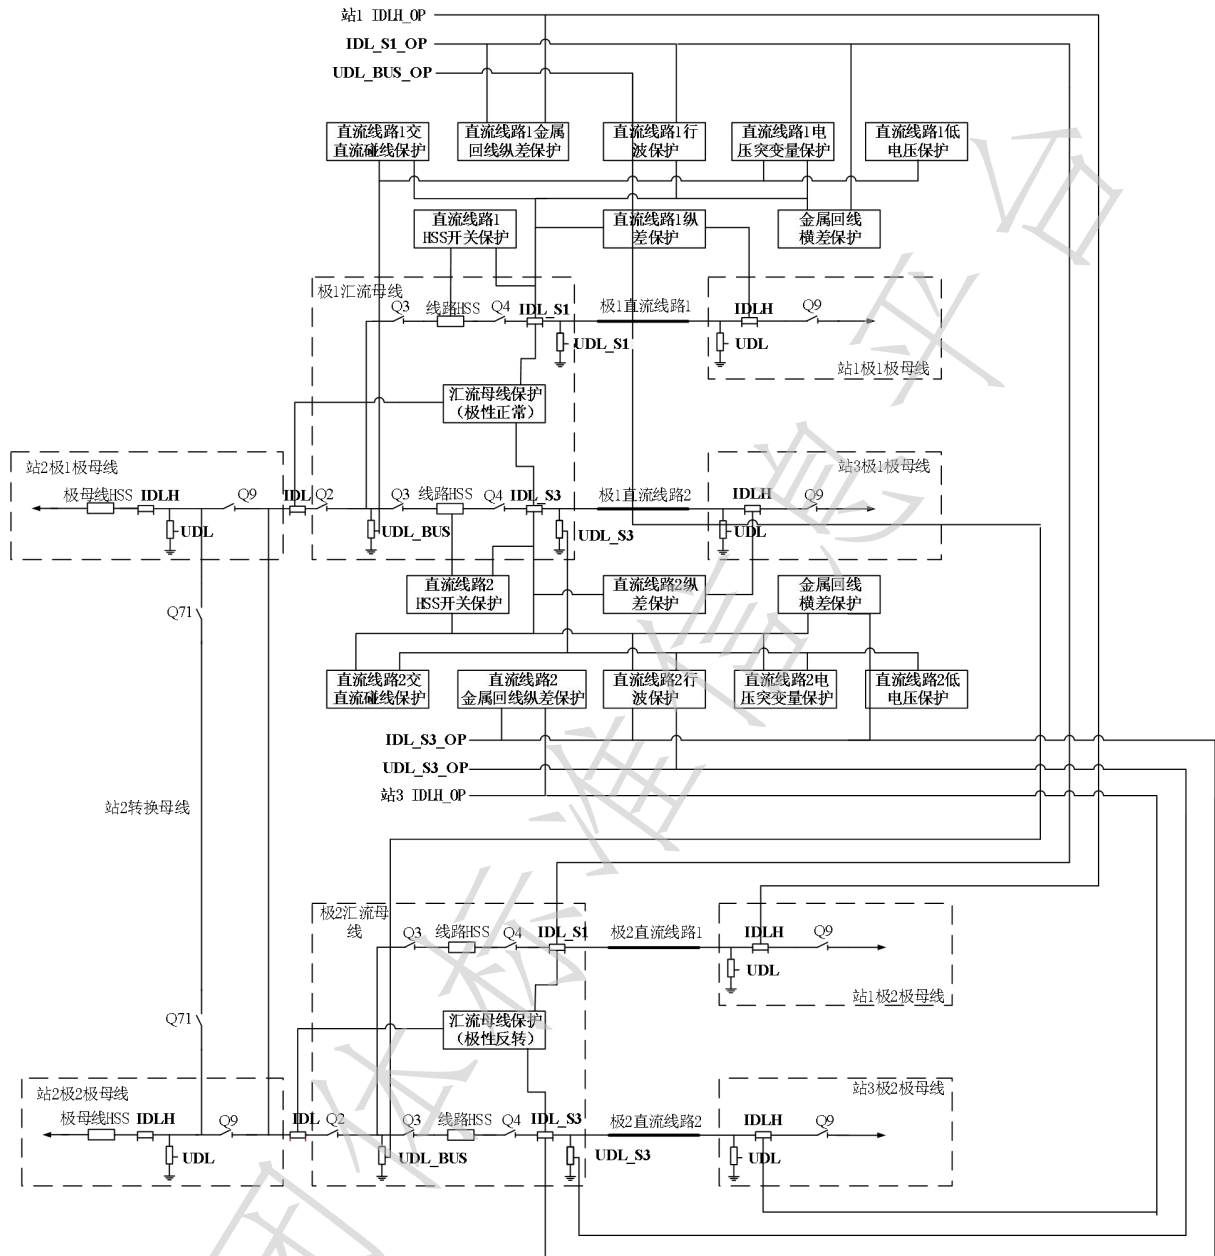 站1 IDLH_OP
IDL_S1_OP
UDL_BUS_OP
直流线路1交
直流碰线保护
直流线路1金属
回线纵差保护
直流线路1行
波保护
直流线路1电
压突变量保护
直流线路1低
电压保护
直流线路1
HSS开关保护
直流线路1纵
差保护
金属回线
横差保护
极1汇流母线
Q3
线路HSS
Q4
IDL_S1
极1直流线路1
IDLH
Q9
UDL_S1
UDL
站1极1极母线
汇流母线保护
（极性正常）
站2极1极母线
站3极1极母线
极母线HSS
IDLH
Q9
IDL
Q2
Q3
线路HSS
Q4
IDL_S3
极1直流线路2
IDLH
Q9
UDL
UDL_BUS
UDL_S3
UDL
直流线路2
HSS开关保护
直流线路2纵
差保护
金属回线
横差保护
Q71
直流线路2交
直流碰线保护
直流线路2
金属回线纵差保护
直流线路2行
波保护
直流线路2电
压突变量保护
直流线路2低
电压保护
IDL_S3_OP
UDL_S3_OP
站3 IDLH_OP
站2转换母线
极2汇流母
线
Q3
线路HSS
Q4
IDL_S1
极2直流线路1
IDLH
Q9
UDL
站1极2极母线
Q71
汇流母线保护
（极性反转）
站2极2极母线
站3极2极母线
极母线HSS
IDLH
Q9
IDL
Q2
Q3
线路HSS
Q4
IDL_S3
极2直流线路2
IDLH
Q9
UDL
UDL_BUS
UDL_S3
UDL
团体标准信息平台